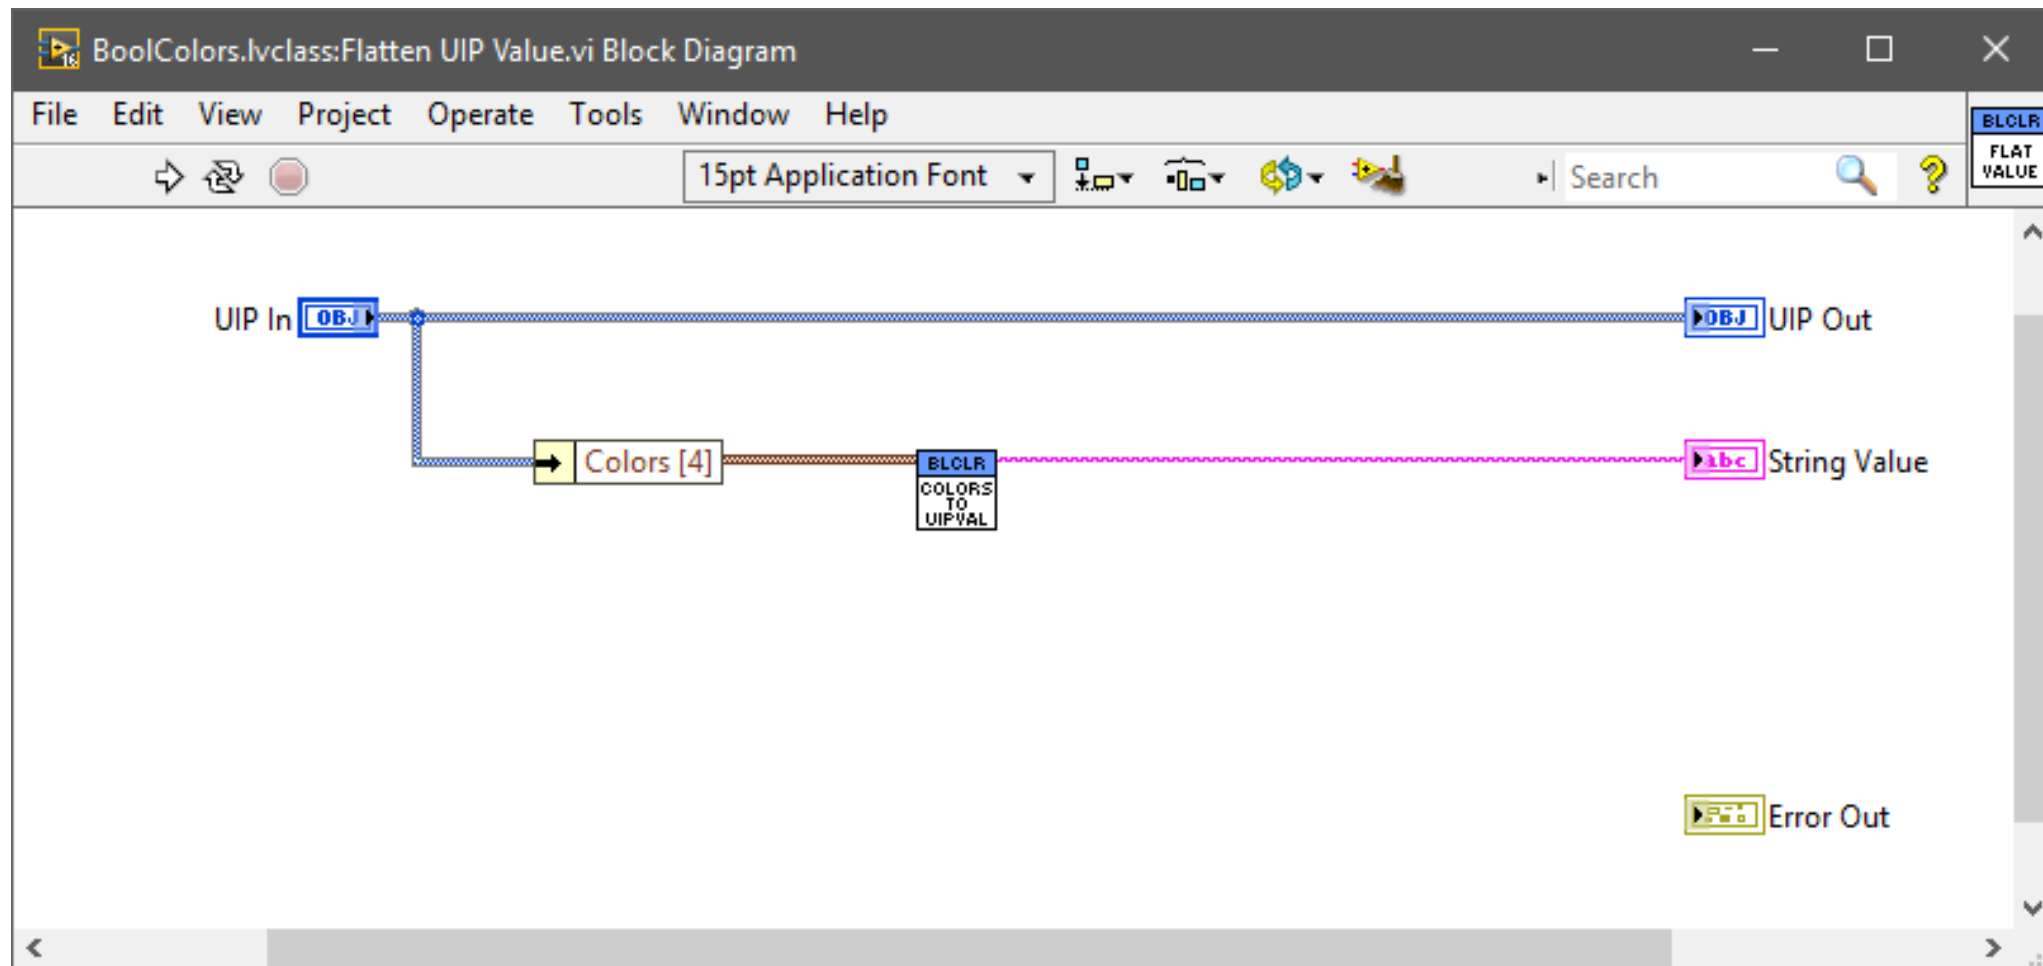 BoolColors.lvclass:Flatten UIP Value.vi Block Diagram
File Edit View Project Operate Tools Window Help
15pt Application Font
Search
BLCLR
FLAT
VALUE
UIP In
OBJ
OBJ
UIP Out
Colors [4]
BLCLR
COLORS
TO
UIPVAL
abc
String Value
Error Out